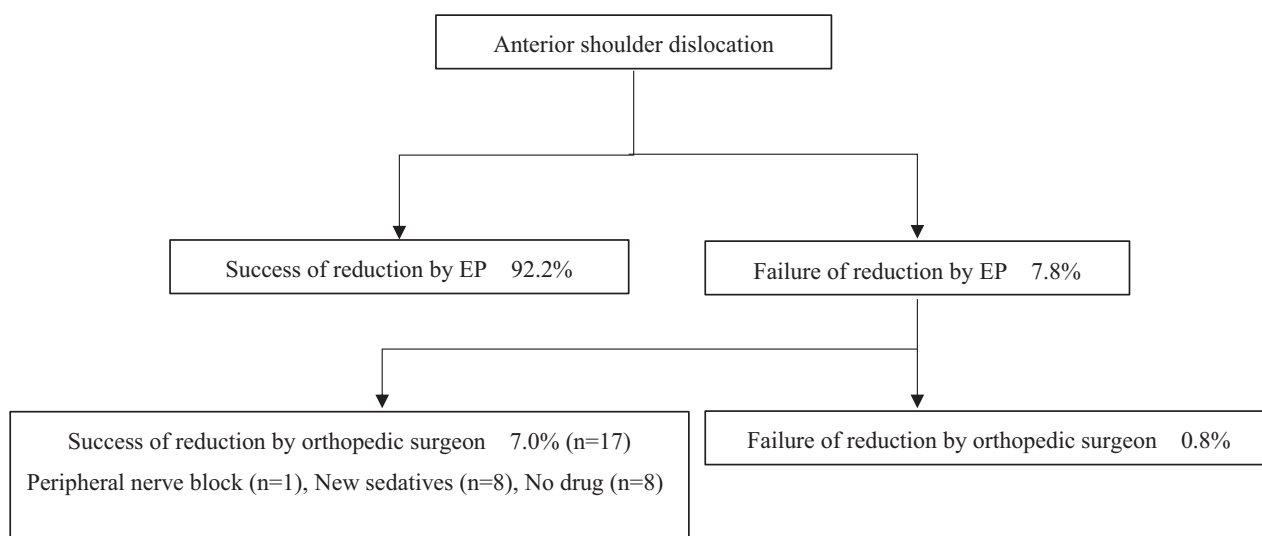 Anterior shoulder dislocation
Success of reduction by EP 92.2%
Failure of reduction by EP 7.8%
Success of reduction by orthopedic surgeon 7.0% (n=17)
Peripheral nerve block (n=1), New sedatives (n=8), No drug (n=8)
Failure of reduction by orthopedic surgeon 0.8%